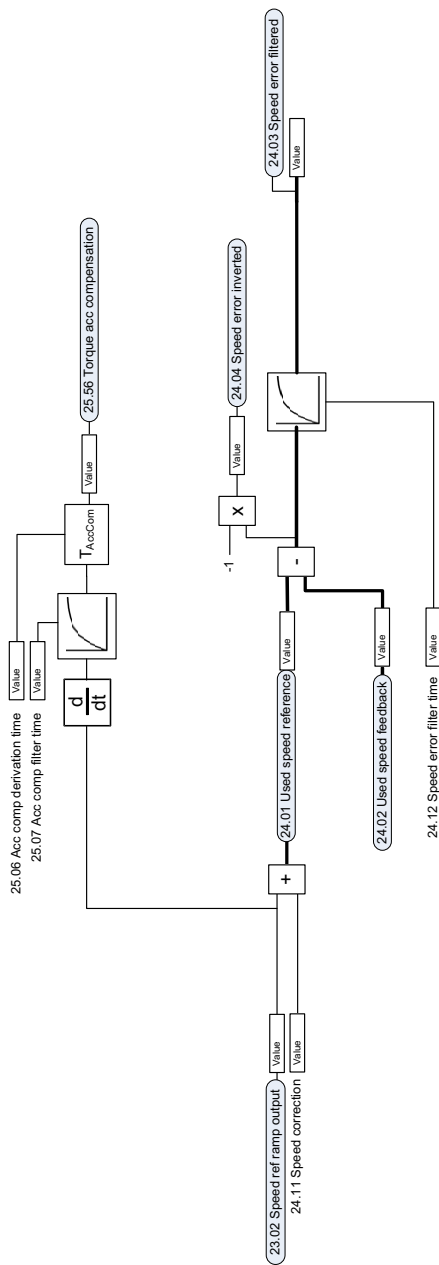 25.06 Acc comp derivation time
Value
25.07 Acc comp filter time
Value
d
dt
TAccCom
Value
25.56 Torque acc compensation
-1
x
Value
24.04 Speed error inverted
23.02 Speed ref ramp output
Value
24.11 Speed correction
Value
+
24.01 Used speed reference
Value
-
24.03 Speed error filtered
Value
24.02 Used speed feedback
Value
24.12 Speed error filter time
Value